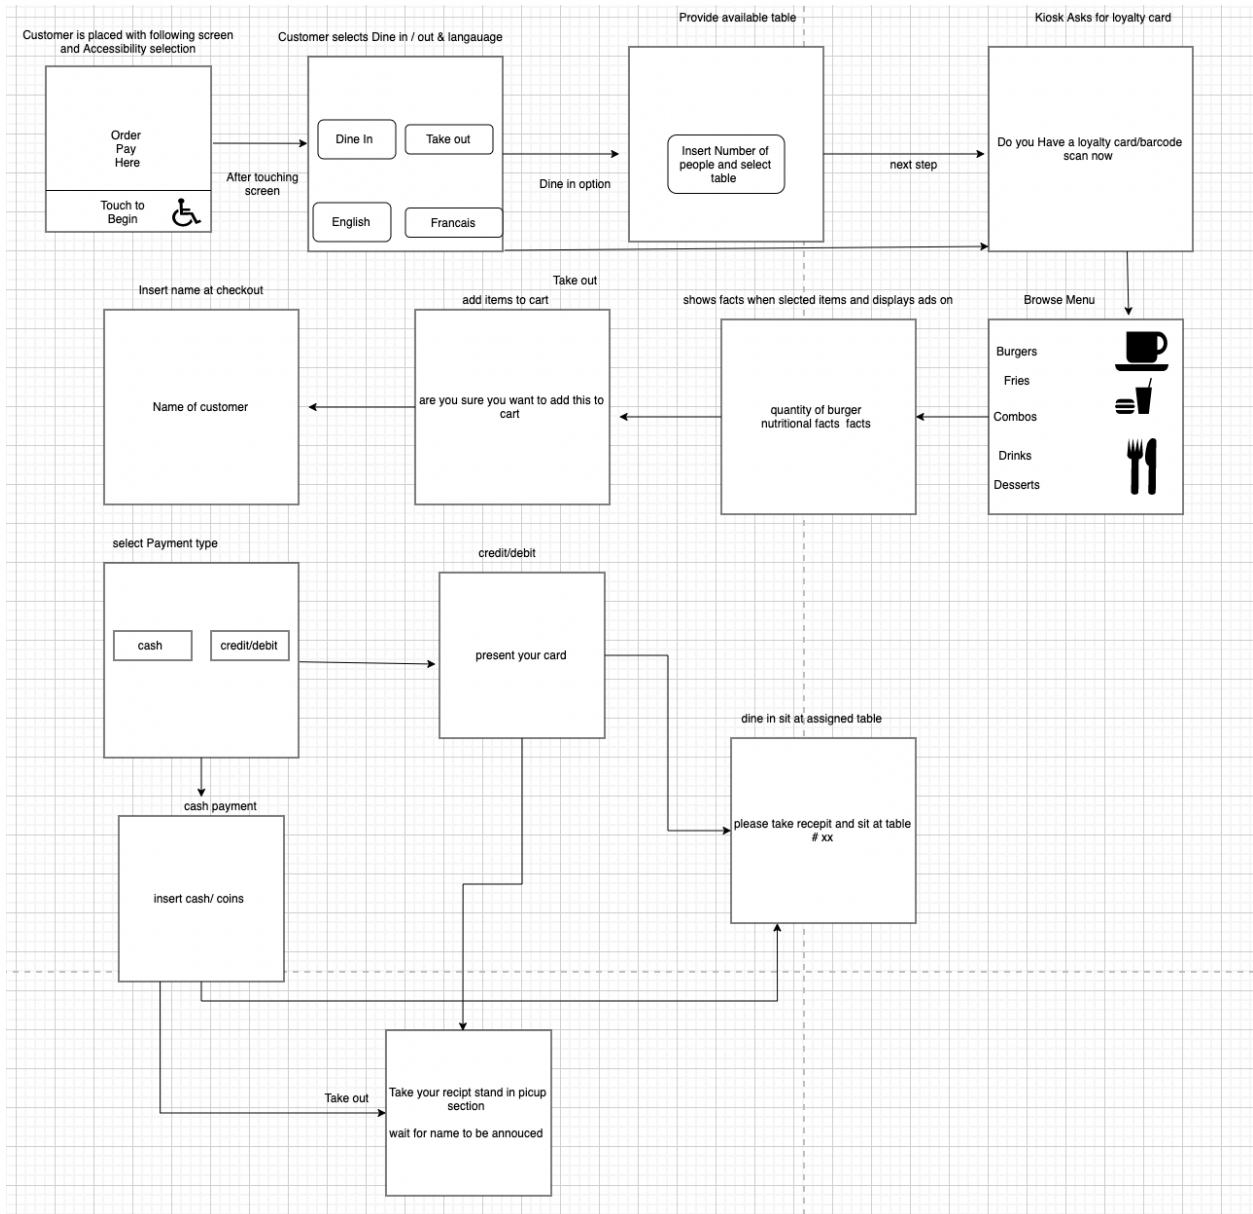 Customer is placed with following screen
and Accessibility selection
Order
Pay
Here
Touch to
Begin
After touching
screen
Customer selects Dine in / out & langauage
Dine In
Take out
English
Francais
Dine in option
Provide available table
Insert Number of
people and select
table
next step
Kiosk Asks for loyalty card
Do you Have a loyalty card/barcode
scan now
Take out
Browse Menu
Burgers
Fries
Combos
Drinks
Desserts
shows facts when slected items and displays ads on
quantity of burger
nutritional facts  facts
add items to cart
are you sure you want to add this to
cart
Insert name at checkout
Name of customer
select Payment type
cash
credit/debit
credit/debit
present your card
cash payment
insert cash/ coins
dine in sit at assigned table
please take recepit and sit at table
# xx
Take out
Take your recipt stand in picup
section
wait for name to be annouced